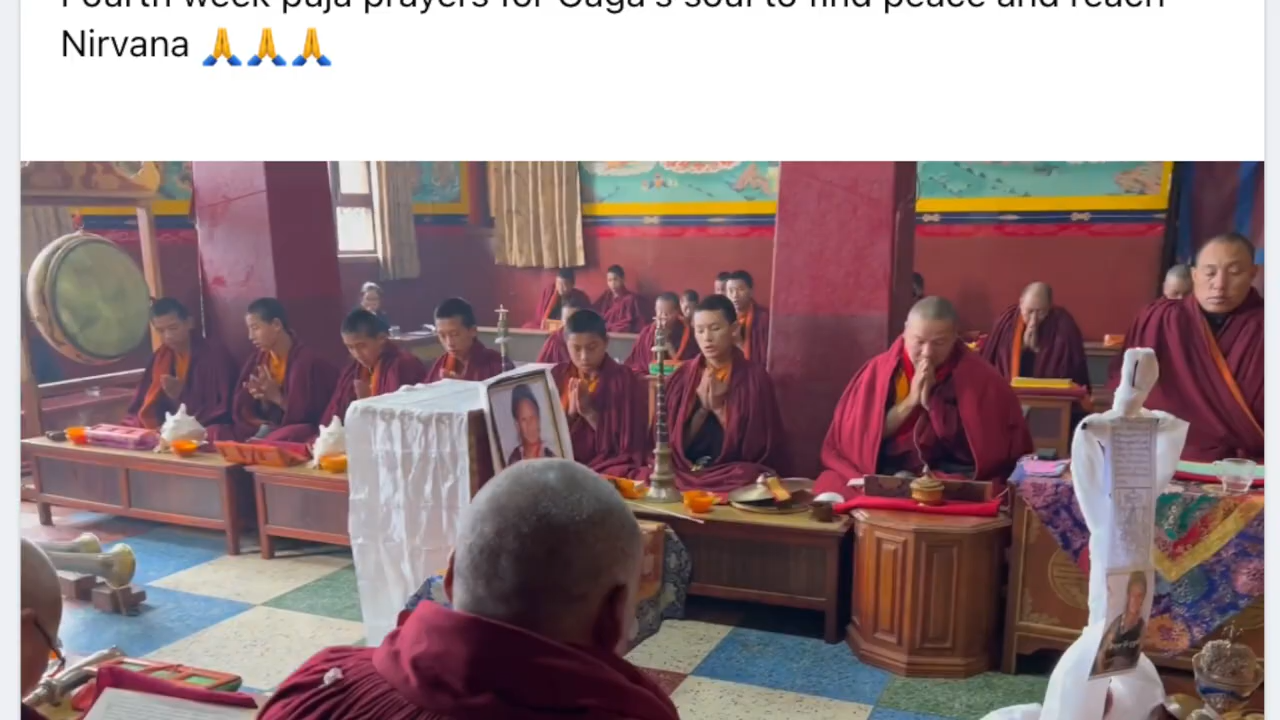 Fourth week puja prayers for Gaga's soul to find peace and reach
Nirvana 🙏🙏🙏